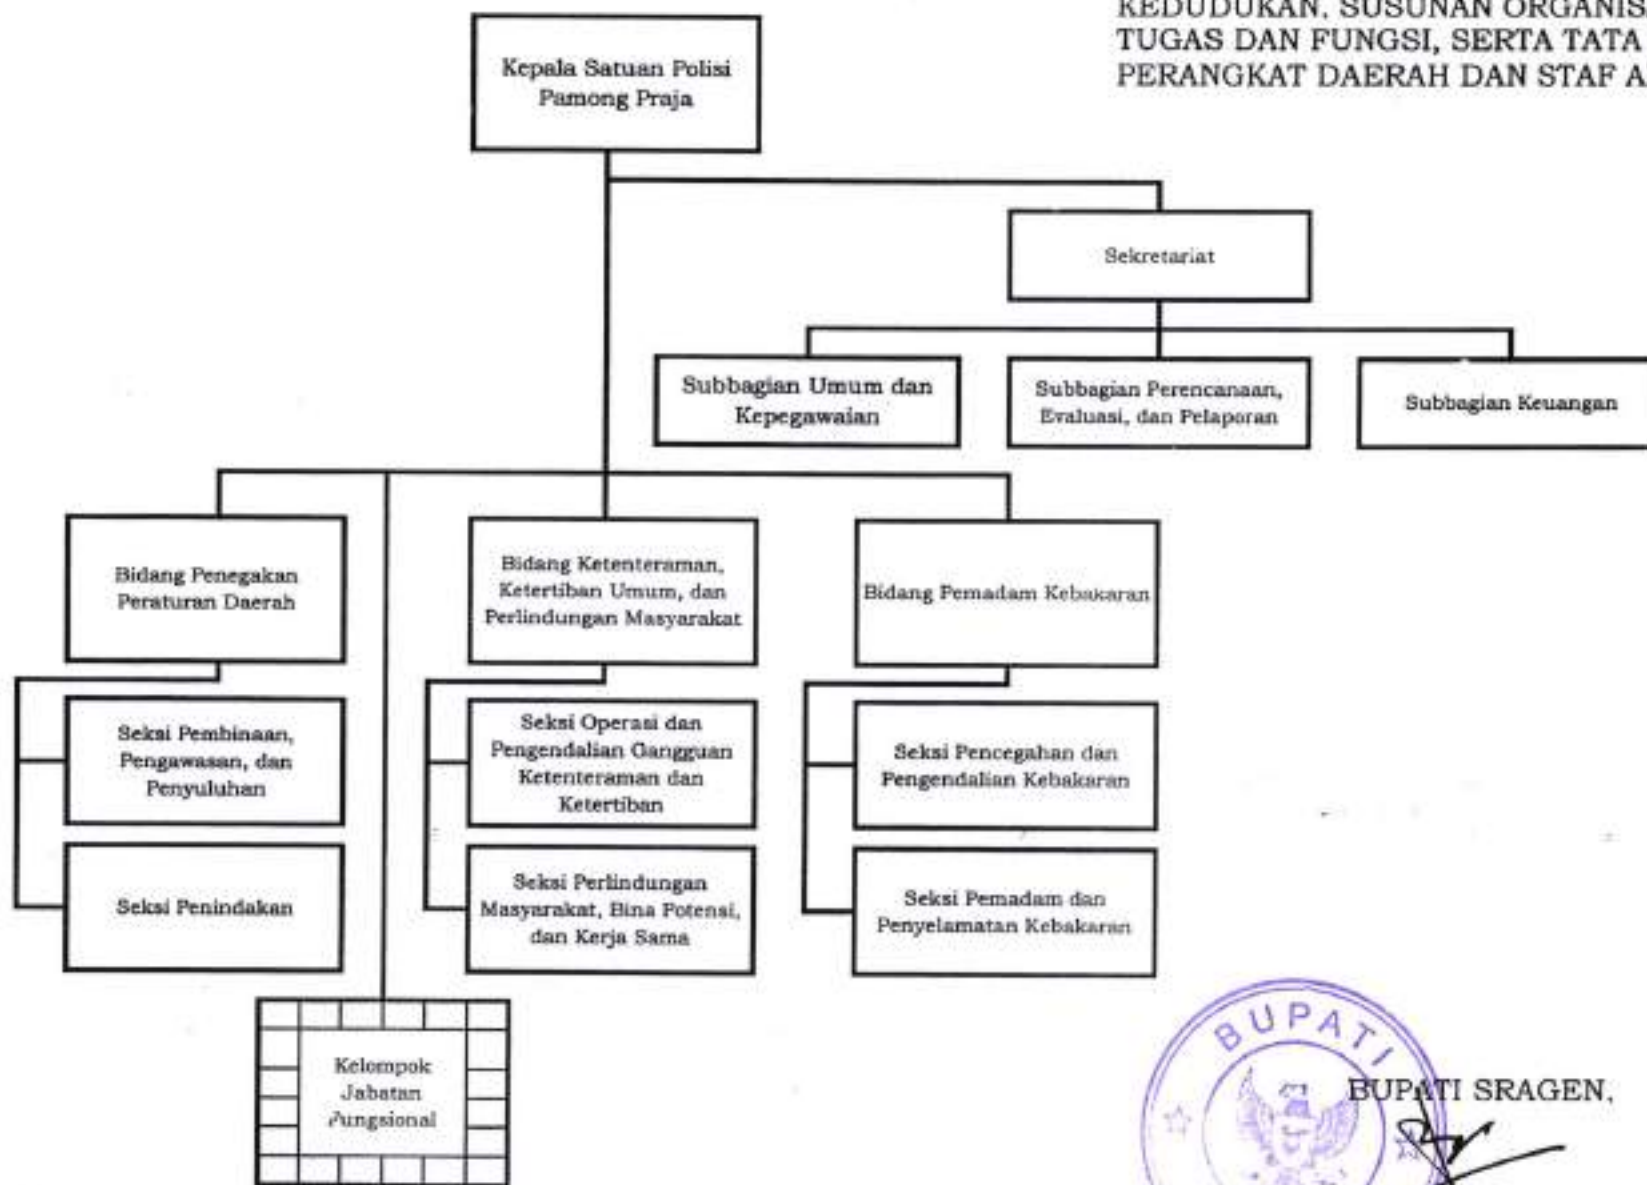 KEDUDUKAN, SUSUNAN ORGANIS
TUGAS DAN FUNGSI, SERTA TATA
PERANGKAT DAERAH DAN STAF A
Kepala Satuan Polisi
Pamong Praja
Sekretariat
Subbagian Umum dan
Kepegawaian
Subbagian Perencanaan,
Evaluasi, dan Pelaporan
Subbagian Keuangan
Bidang Penegakan
Peraturan Daerah
Bidang Ketenteraman,
Ketertiban Umum, dan
Perlindungan Masyarakat
Bidang Pemadam Kebakaran
Seksi Pembinaan,
Pengawasan, dan
Penyuluhan
Seksi Operasi dan
Pengendalian Gangguan
Ketenteraman dan
Ketertiban
Seksi Pencegahan dan
Pengendalian Kebakaran
Seksi Penindakan
Seksi Perlindungan
Masyarakat, Bina Potensi,
dan Kerja Sama
Seksi Pemadam dan
Penyelamatan Kebakaran
Kelompok
Jabatan
Fungsional
BUPATI
BUPATI SRAGEN,